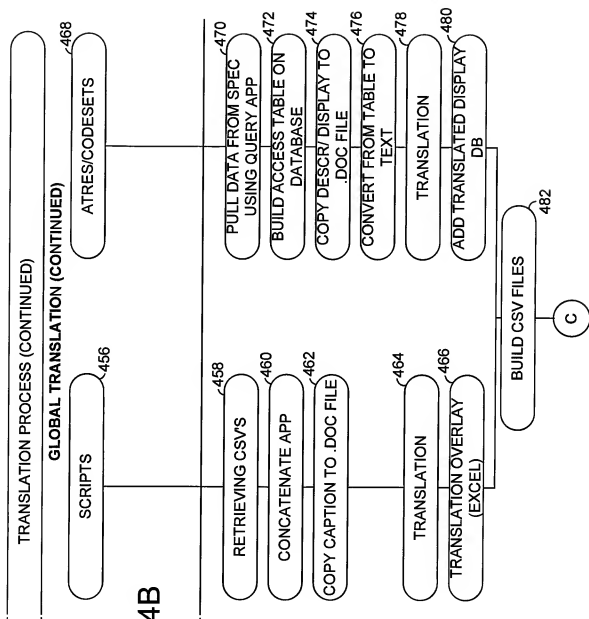 TRANSLATION PROCESS (CONTINUED)
GLOBAL TRANSLATION (CONTINUED)
SCRIPTS
456
ATRES/CODESETS
468
4B
RETRIEVING CSV'S
458
CONCATENATE APP
460
COPY CAPTION TO .DOC FILE
462
TRANSLATION
464
TRANSLATION OVERLAY
(EXCEL)
466
PULL DATA FROM SPEC
USING QUERY APP
470
BUILD ACCESS TABLE ON
DATABASE
472
COPY DESCR/ DISPLAY TO
.DOC FILE
474
CONVERT FROM TABLE TO
TEXT
476
TRANSLATION
478
ADD TRANSLATED DISPLAY
DB
480
BUILD CSV FILES
482
C